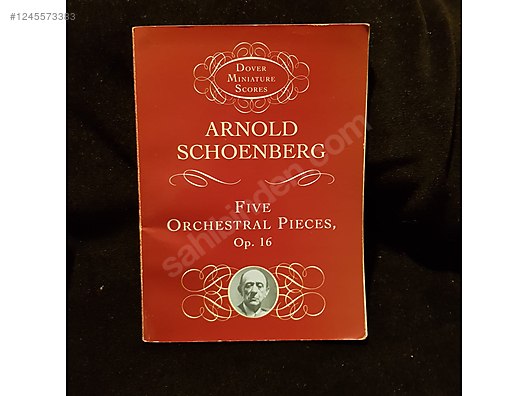 #1245573383
DOVER
MINIATURE
SCORES
ARNOLD
SCHOENBERG
FIVE
ORCHESTRAL PIECES,
Op. 16
sahibinden.com